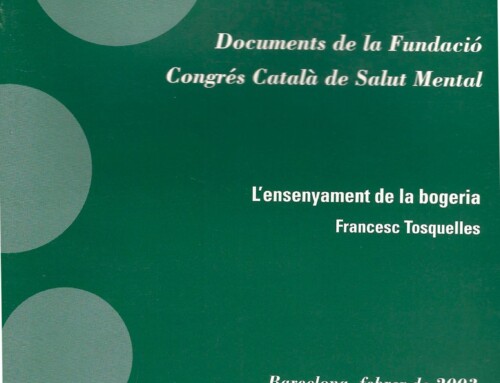 Documents de la Fundació
Congrés Català de Salut Mental
L'ensenyament de la bogeria
Francesc Tosquelles
Barcelona, febrer de